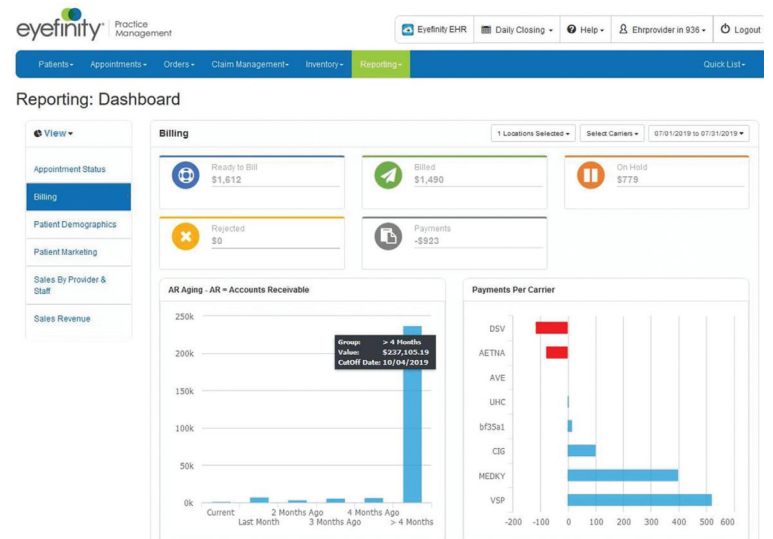 eyefinity Practice
Management
Eyefinity EHR
Daily Closing
Help
Ehrprovider in 936
Logout
Patients
Appointments
Orders
Claim Management
Inventory
Reporting
Quick List
Reporting: Dashboard
View
Appointment Status
Billing
Patient Demographics
Patient Marketing
Sales By Provider &
Staff
Sales Revenue
Billing
1 Locations Selected
Select Carriers
07/01/2019 to 07/31/2019
Ready to Bill
$1,612
Billed
$1,490
On Hold
$779
Rejected
$0
Payments
-$923
AR Aging - AR = Accounts Receivable
250k
200k
150k
100k
50k
0k
Group: > 4 Months
Value: $237,105.19
CutOff Date: 10/04/2019
Current
Last Month
2 Months Ago
3 Months Ago
4 Months Ago
> 4 Months
Payments Per Carrier
DSV
AETNA
AVE
UHC
bf35a1
CIG
MEDKY
VSP
-200 -100 0 100 200 300 400 500 600